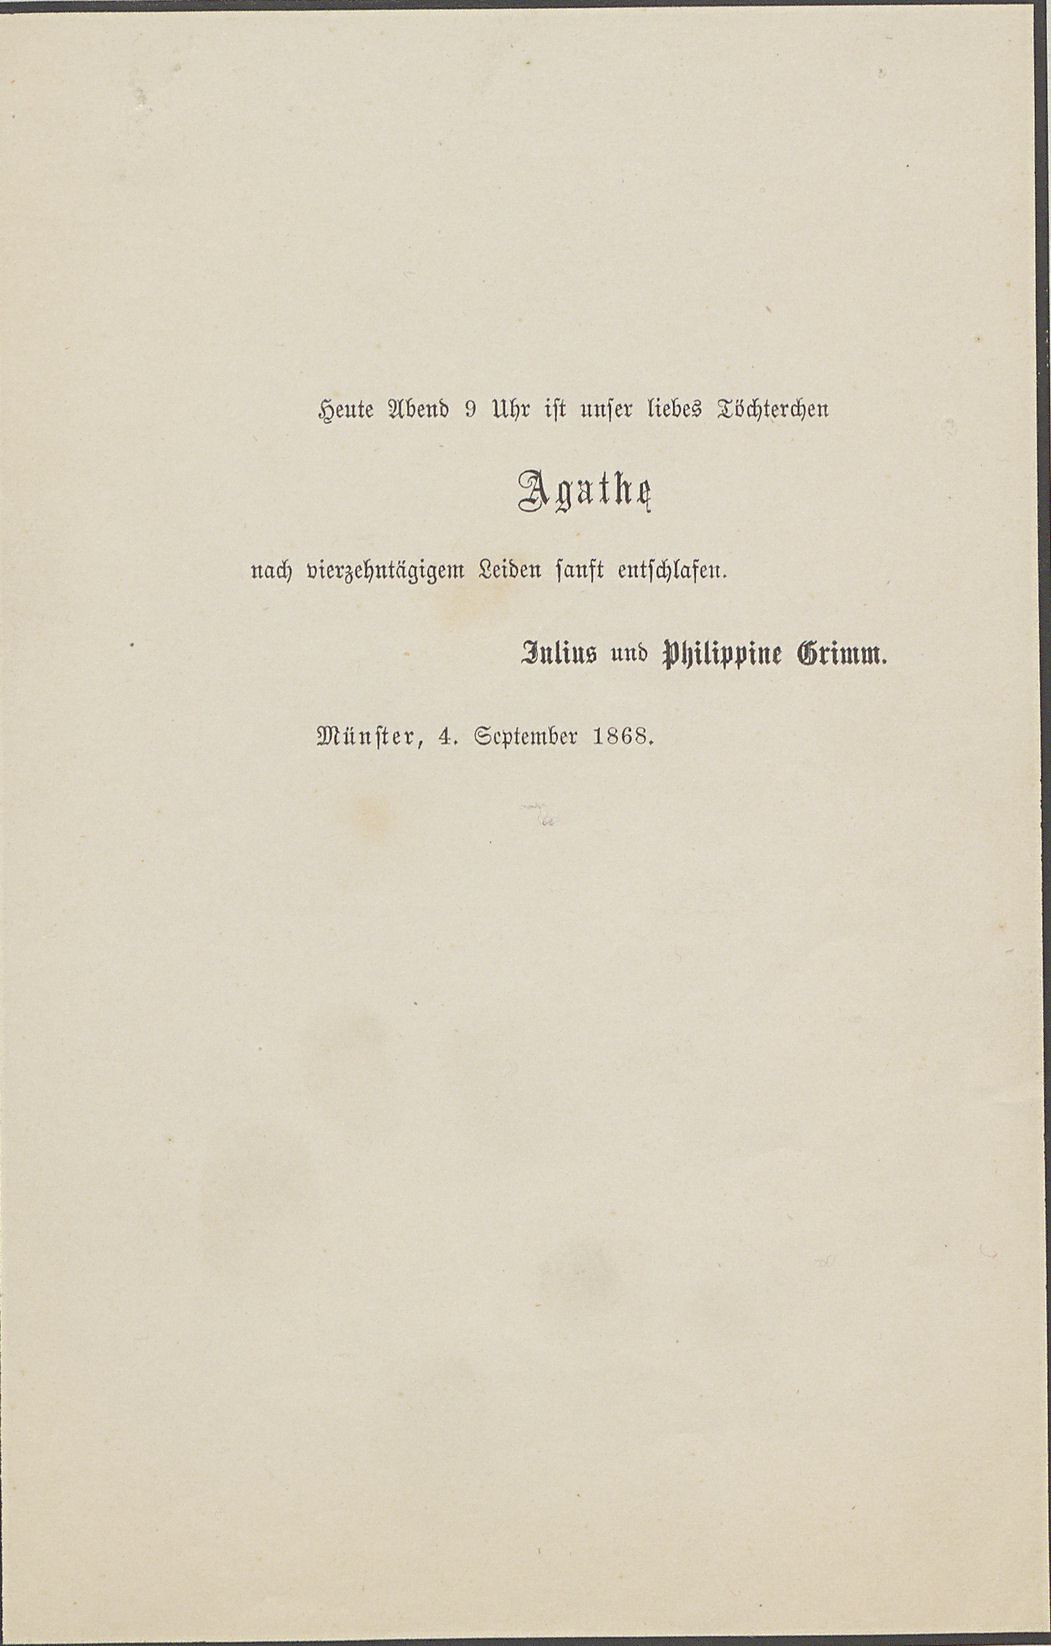 Heute Abend 9 Uhr ist unser liebes Töchterchen
Agathe
nach vierzehntägigem Leiden sanft entschlafen.
Julius und Philippine Grimm.
Münster, 4. September 1868.